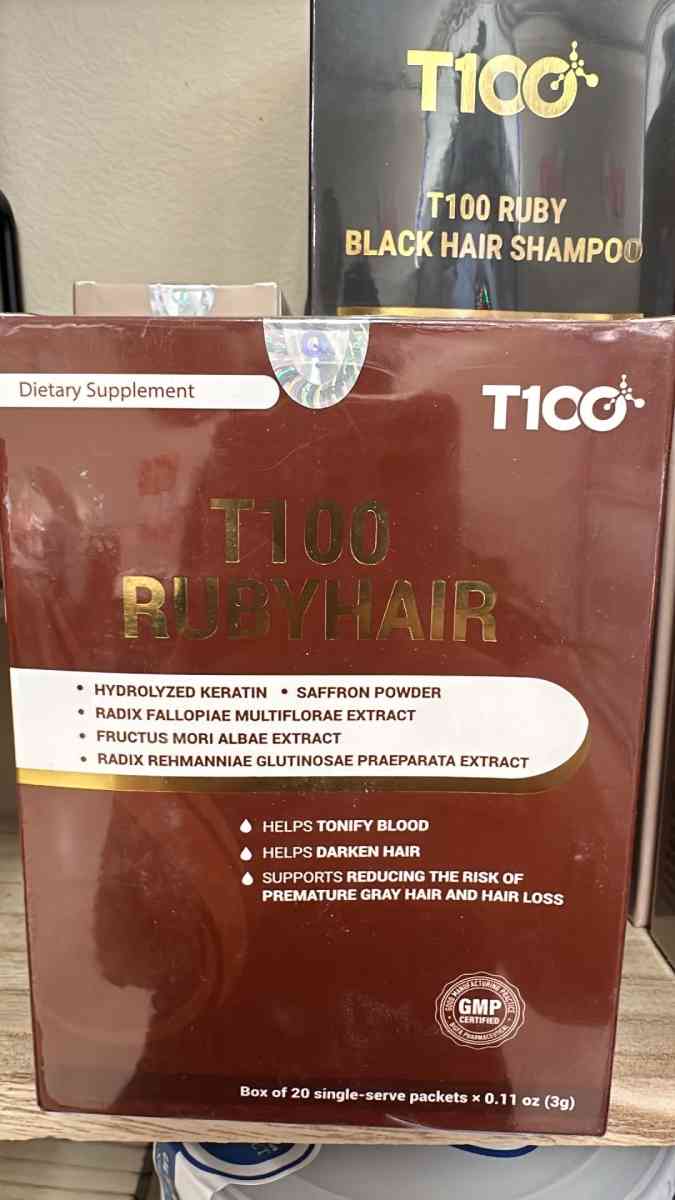 T100
T100 RUBY
BLACK HAIR SHAMPOO
Dietary Supplement
T100
T100
RUBYHAIR
• HYDROLYZED KERATIN • SAFFRON POWDER
• RADIX FALLOPIAE MULTIFLORAE EXTRACT
• FRUCTUS MORI ALBAE EXTRACT
• RADIX REHMANNIAE GLUTINOSAE PRAEPARATA EXTRACT
HELPS TONIFY BLOOD
HELPS DARKEN HAIR
SUPPORTS REDUCING THE RISK OF
PREMATURE GRAY HAIR AND HAIR LOSS
GOOD MANUFACTURING PRACTICE
GMP
CERTIFIED
Box of 20 single-serve packets × 0.11 oz (3g)